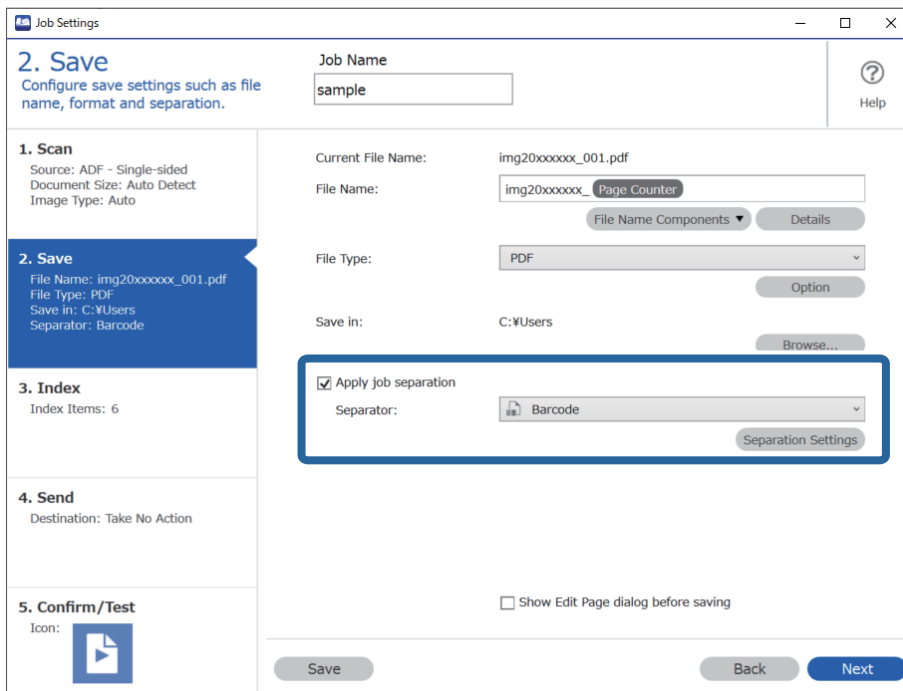 Job Settings
2. Save
Configure save settings such as file
name, format and separation.
Job Name
sample
Help
1. Scan
Source: ADF - Single-sided
Document Size: Auto Detect
Image Type: Auto
2. Save
File Name: img20xxxxxx_001.pdf
File Type: PDF
Save in: C:¥Users
Separator: Barcode
3. Index
Index Items: 6
4. Send
Destination: Take No Action
5. Confirm/Test
Icon:
Current File Name: img20xxxxxx_001.pdf
File Name: img20xxxxxx_ Page Counter
File Name Components Details
File Type: PDF
Option
Save in: C:¥Users
Browse...
Apply job separation
Separator: Barcode
Separation Settings
Show Edit Page dialog before saving
Save Back Next